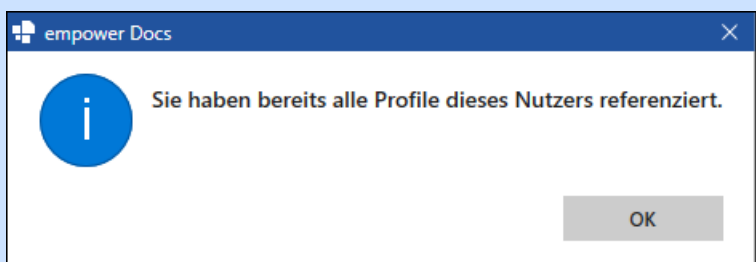 empower Docs
Sie haben bereits alle Profile dieses Nutzers referenziert.
OK